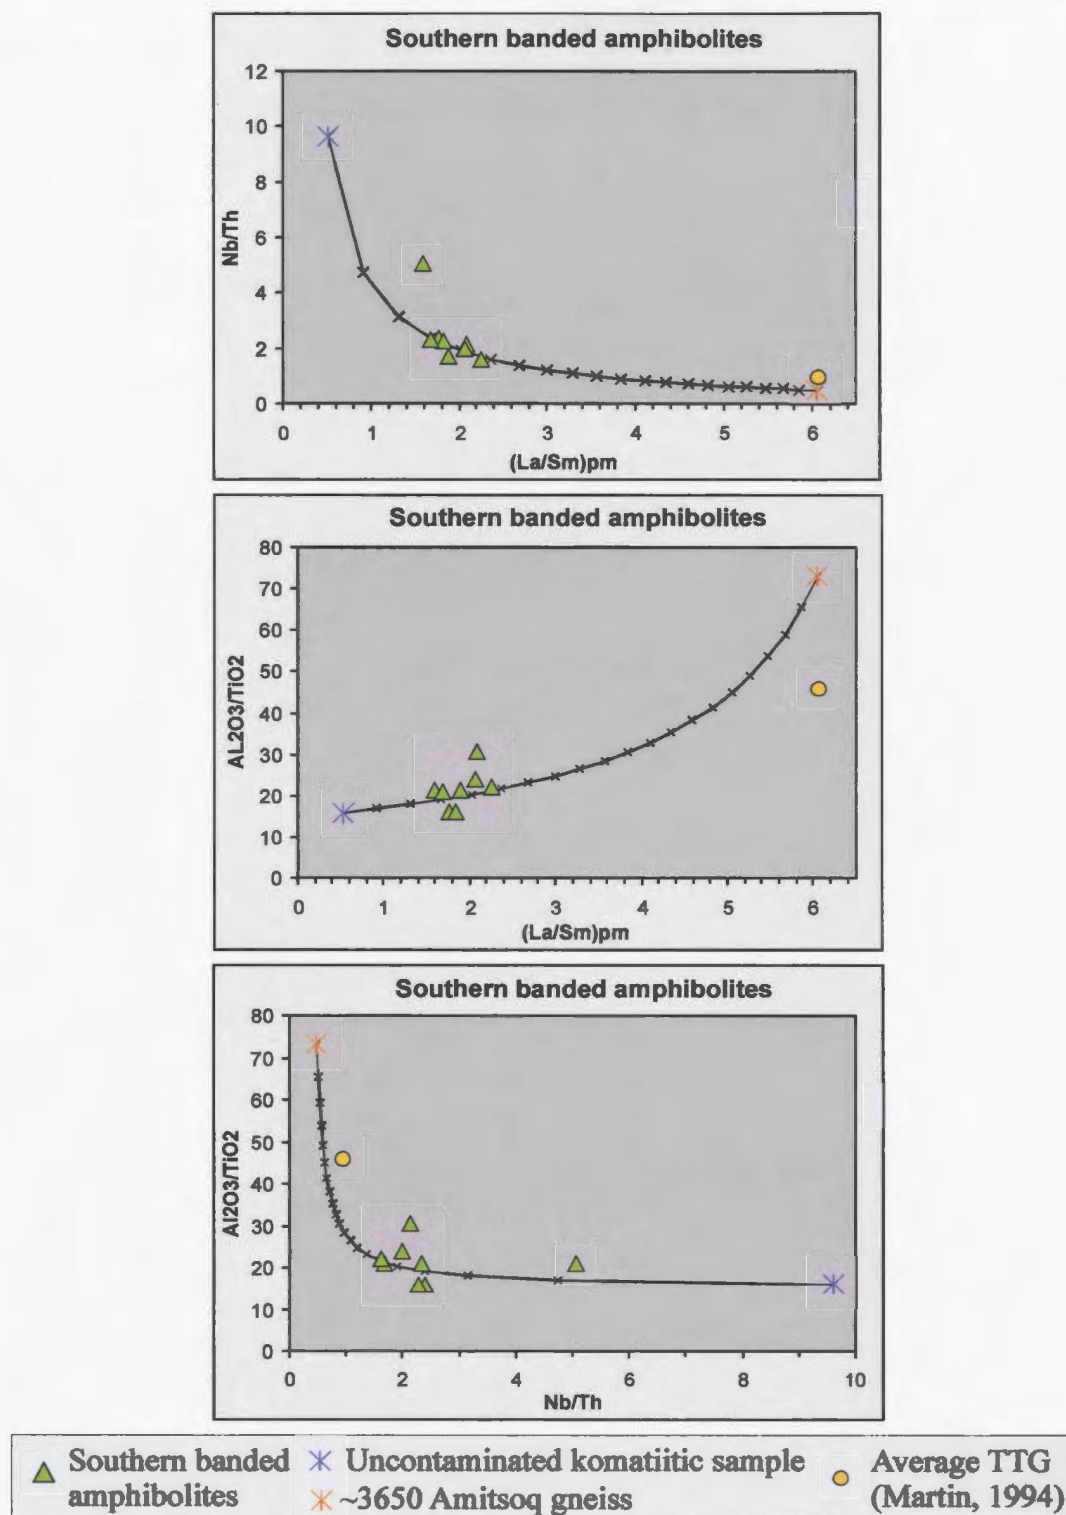 Southern banded amphibolites
12
10
8
6
4
2
0
Nb/Th
0 1 2 3 4 5 6
(La/Sm)pm
Southern banded amphibolites
80
70
60
50
40
30
20
10
0
AL2O3/TiO2
0 1 2 3 4 5 6
(La/Sm)pm
Southern banded amphibolites
80
70
60
50
40
30
20
10
0
Al2O3/TiO2
0 2 4 6 8 10
Nb/Th
Southern banded
amphibolites
Uncontaminated komatiitic sample
~3650 Amitsoq gneiss
Average TTG
(Martin, 1994)